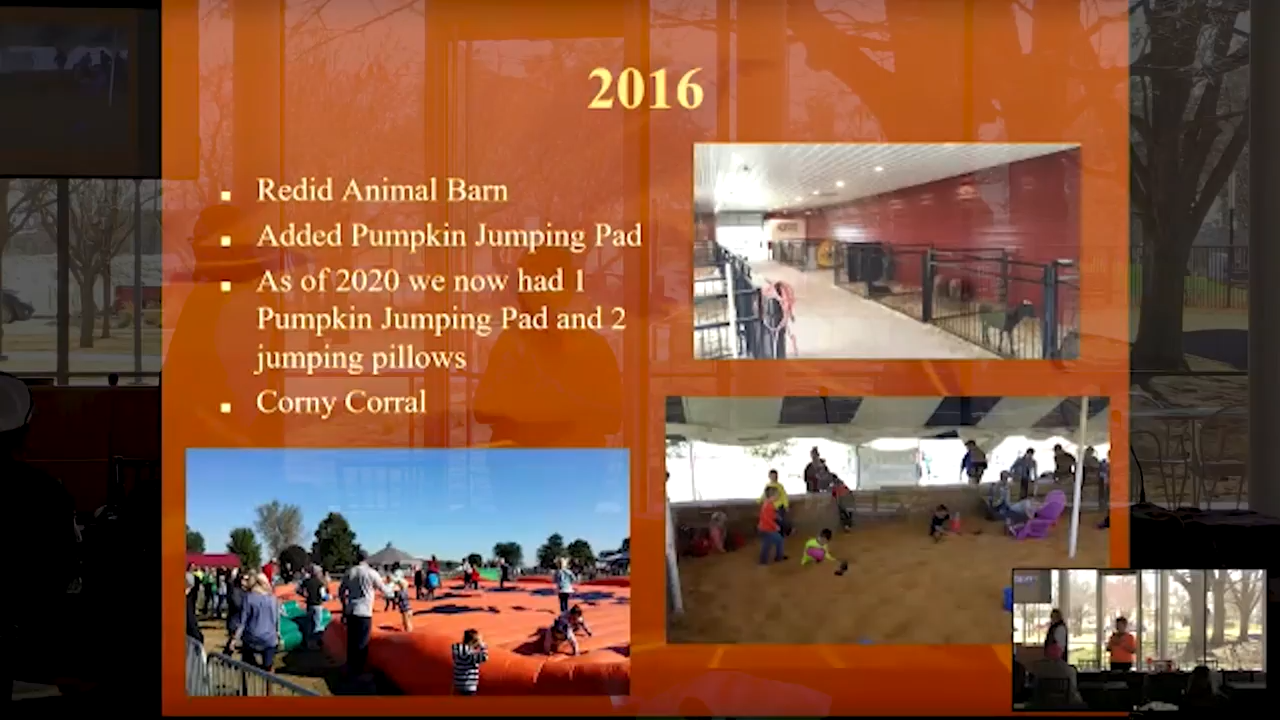 2016
Redid Animal Barn
Added Pumpkin Jumping Pad
As of 2020 we now had 1
Pumpkin Jumping Pad and 2
jumping pillows
Corny Corral